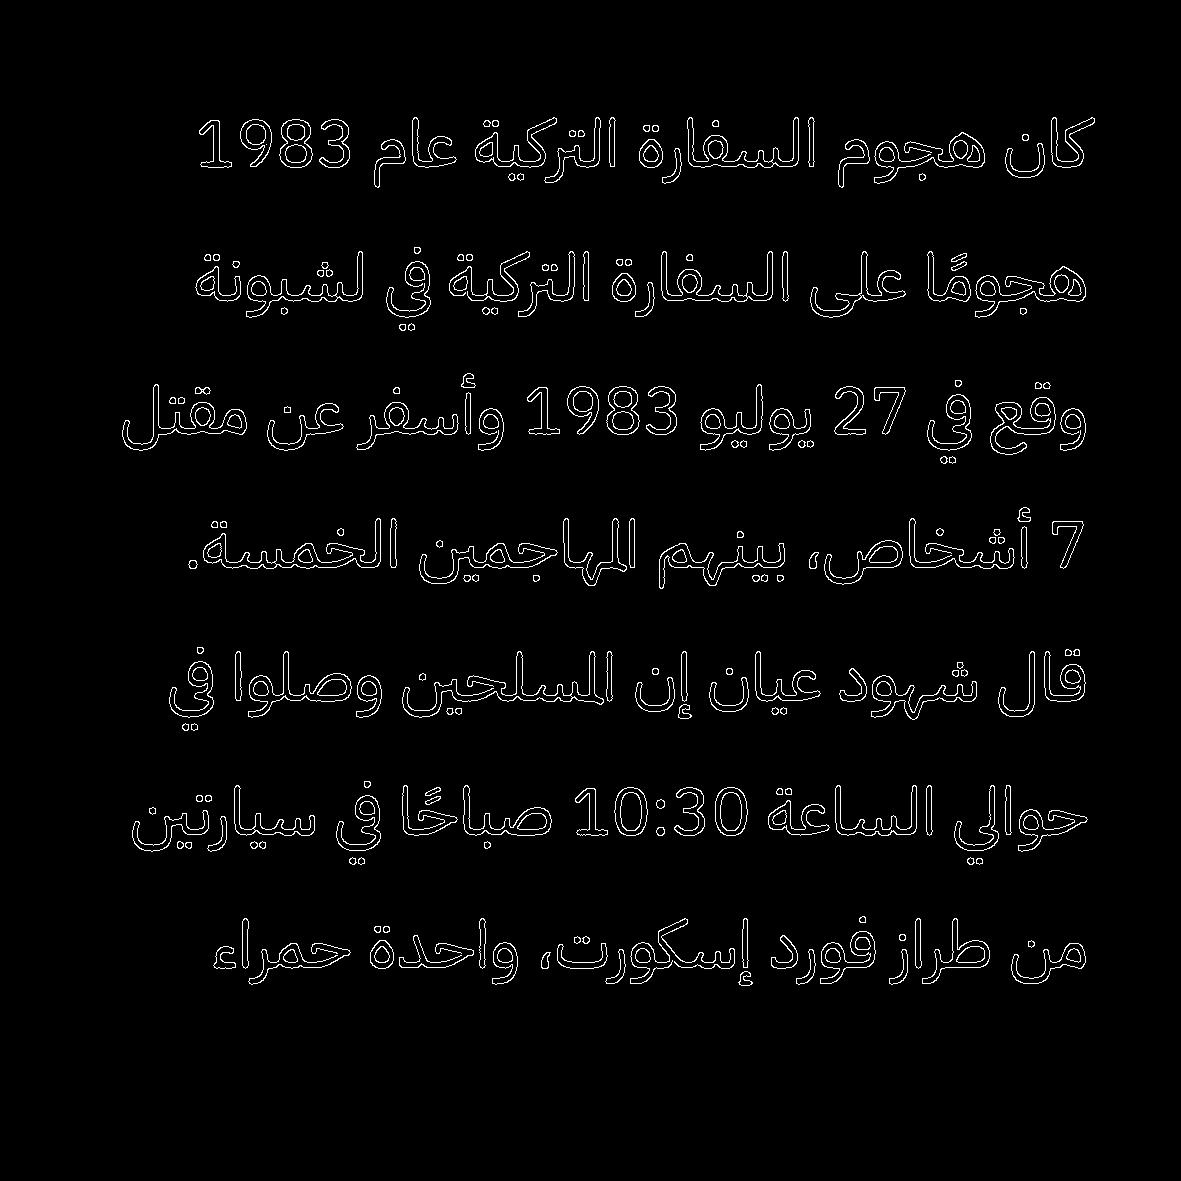 كان هجوم السفارة التركية عام 1983
هجومًا على السفارة التركية في لشبونة
وقع في 27 يوليو 1983 وأسفر عن مقتل
7 أشخاص، بينهم المهاجمين الخمسة.
قال شهود عيان إن المسلحين وصلوا في
حوالي الساعة 10:30 صباحًا في سيارتين
من طراز فورد إسكورت، واحدة حمراء